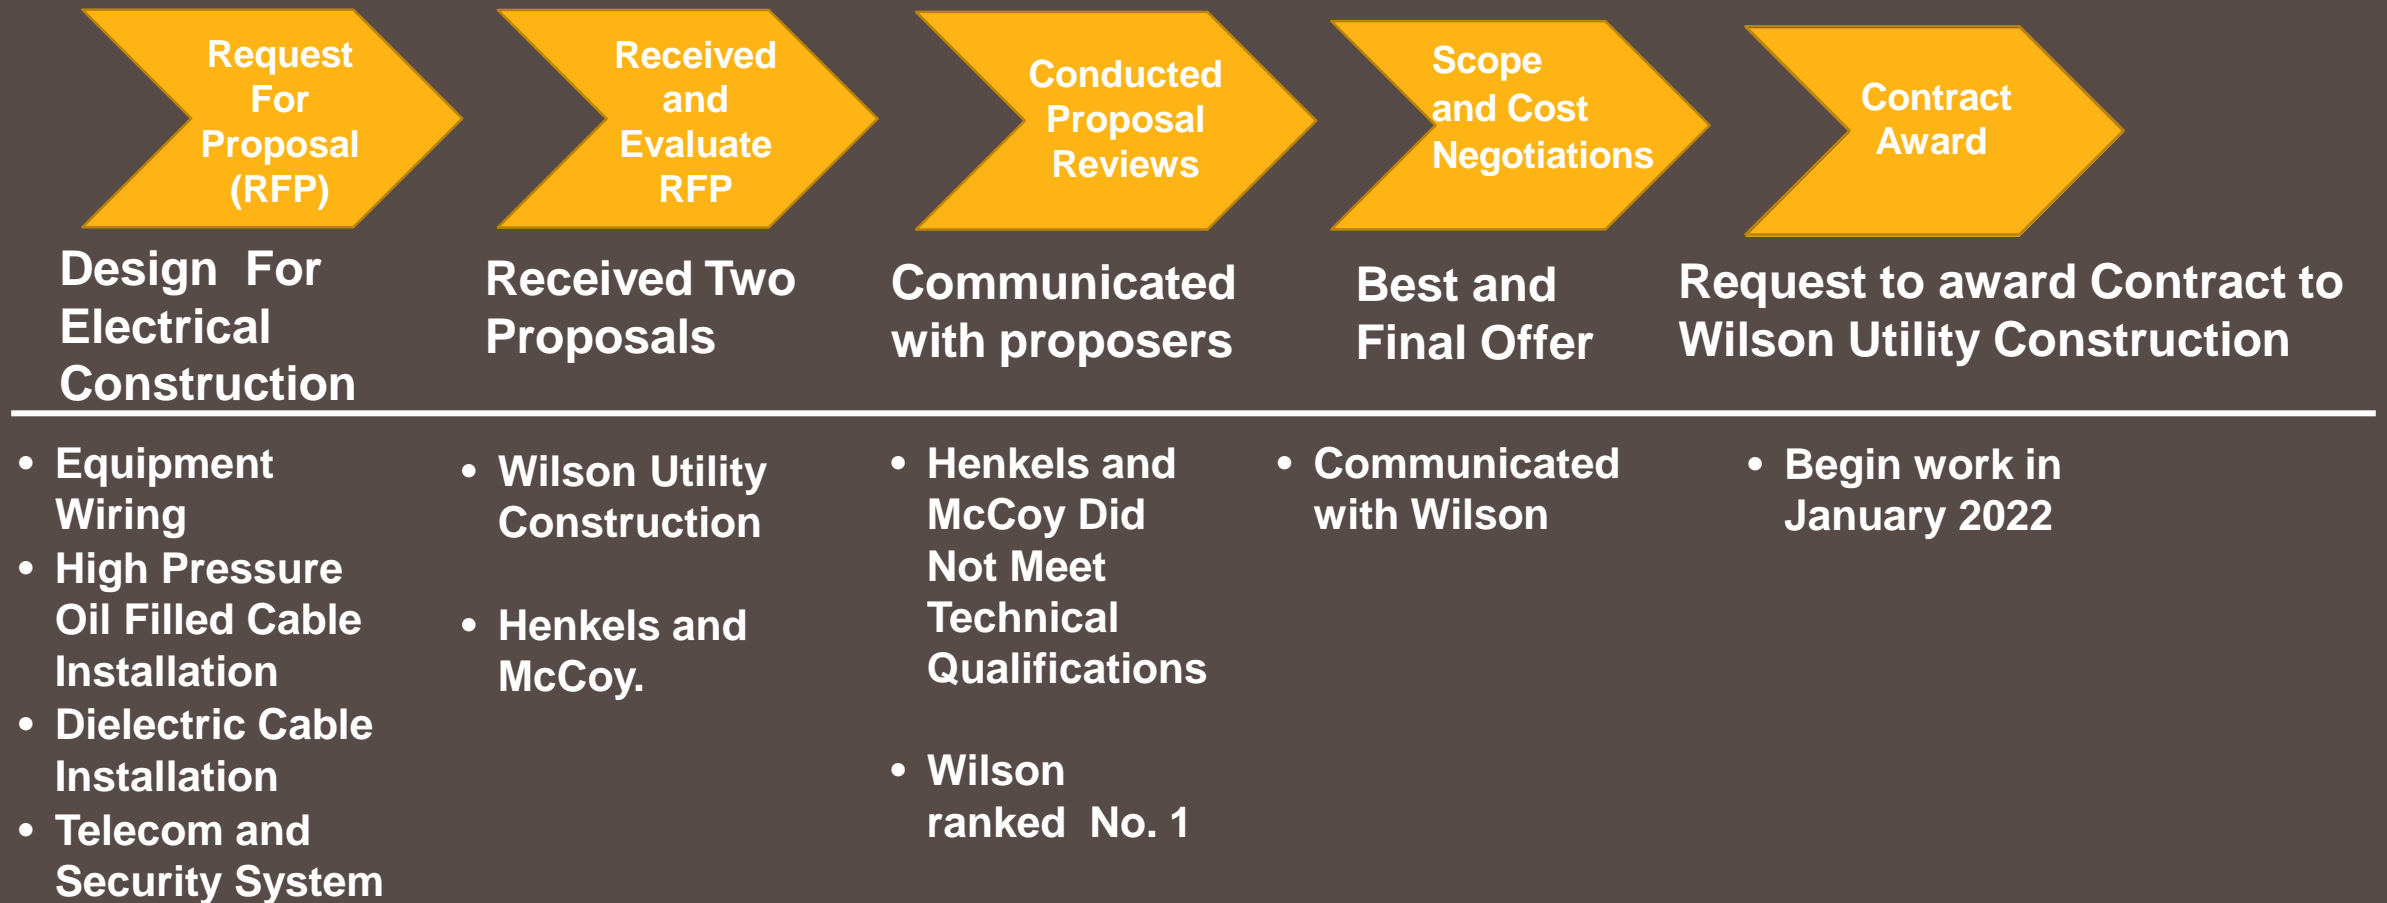 Request
For
Proposal
(RFP)
Received
and
Evaluate
RFP
Conducted
Proposal
Reviews
Scope
and Cost
Negotiations
Contract
Award
Design  For
Electrical
Construction
Received Two
Proposals
Communicated
with proposers
Best and
Final Offer
Request to award Contract to
Wilson Utility Construction
• Equipment
Wiring
• High Pressure
Oil Filled Cable
Installation
• Dielectric Cable
Installation
• Telecom and
Security System
• Wilson Utility
Construction
• Henkels and
McCoy.
• Henkels and
McCoy Did
Not Meet
Technical
Qualifications
• Wilson
ranked  No. 1
• Communicated
with Wilson
• Begin work in
January 2022